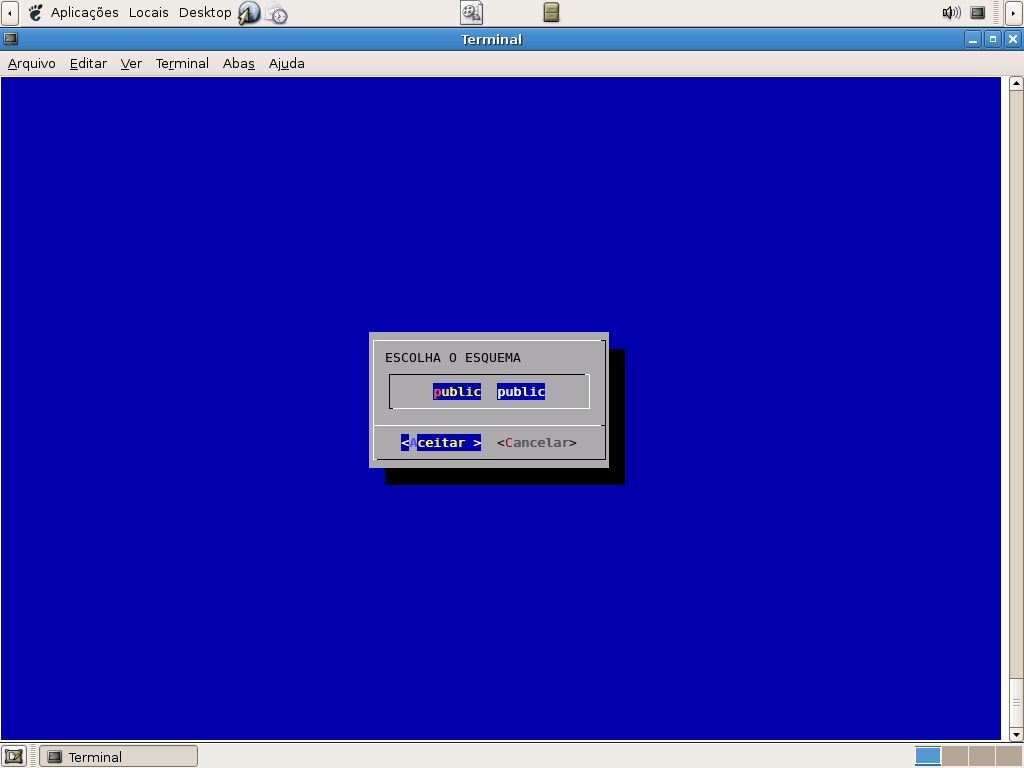 Aplicações Locais Desktop
Terminal
Arquivo Editar Ver Terminal Abas Ajuda
ESCOLHA O ESQUEMA
public public
<Aceitar > <Cancelar>
Terminal